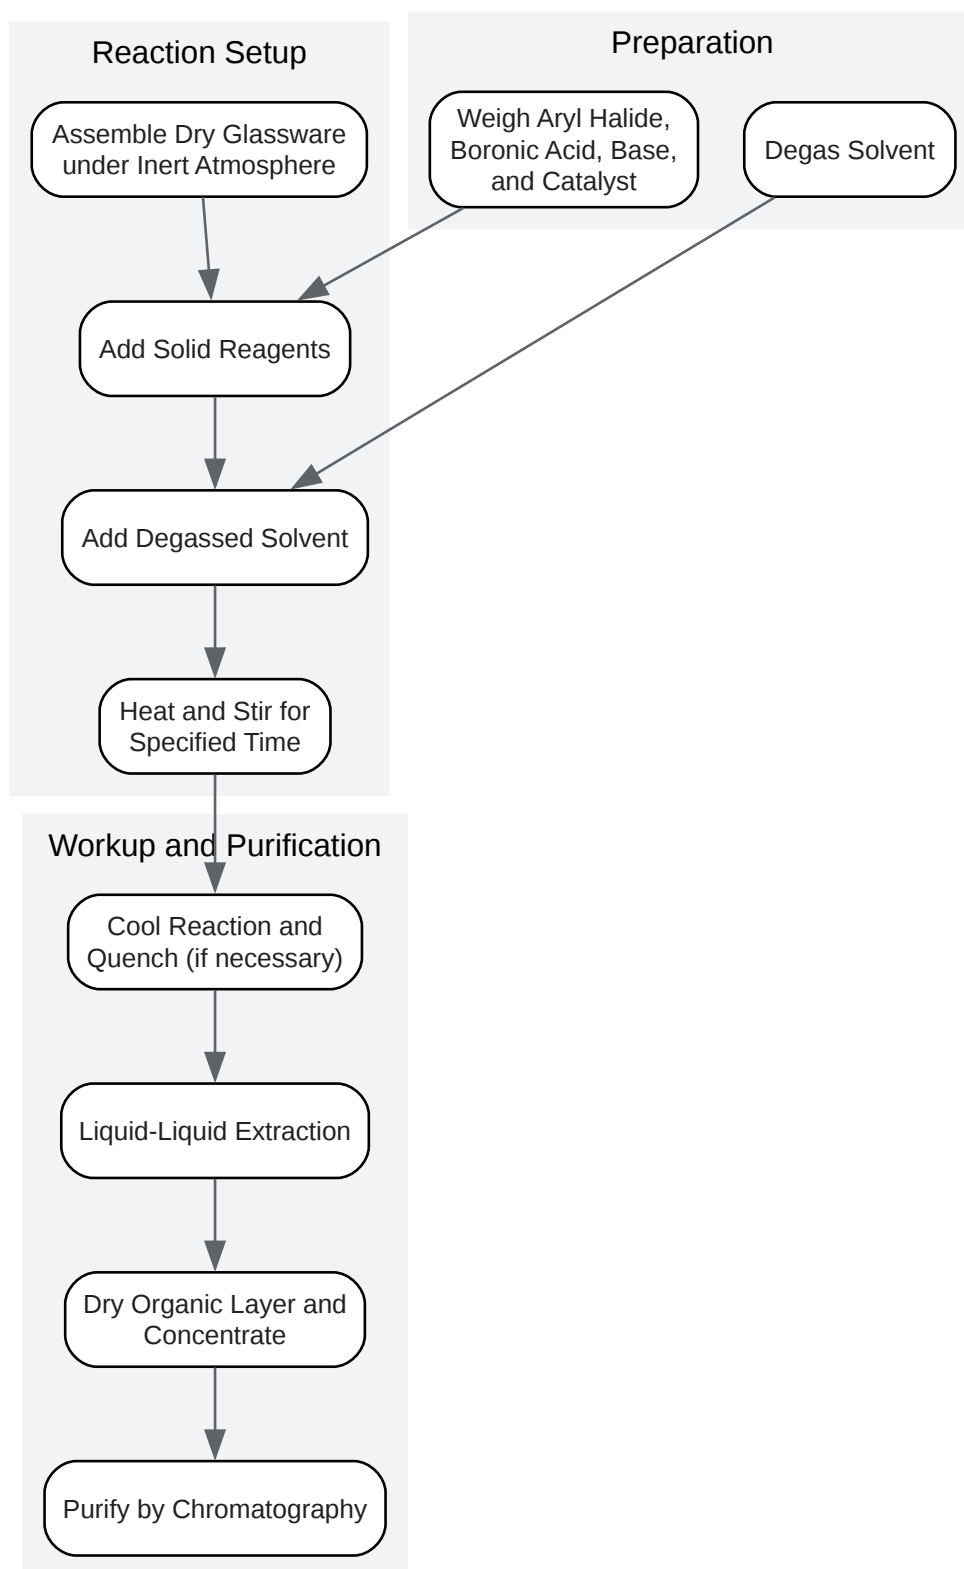 Reaction Setup
Preparation
Assemble Dry Glassware
under Inert Atmosphere
Weigh Aryl Halide,
Boronic Acid, Base,
and Catalyst
Degas Solvent
Add Solid Reagents
Add Degassed Solvent
Heat and Stir for
Specified Time
Workup and Purification
Cool Reaction and
Quench (if necessary)
Liquid-Liquid Extraction
Dry Organic Layer and
Concentrate
Purify by Chromatography